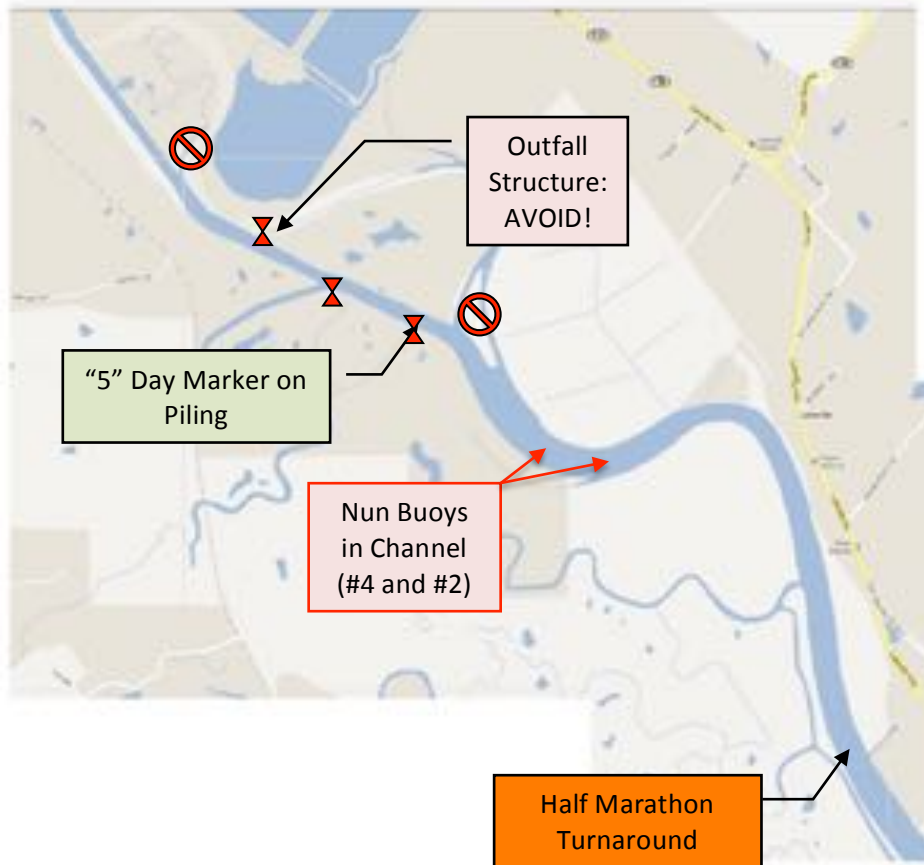 Outfall
Structure:
AVOID!
“5” Day Marker on
Piling
Nun Buoys
in Channel
(#4 and #2)
Half Marathon
Turnaround